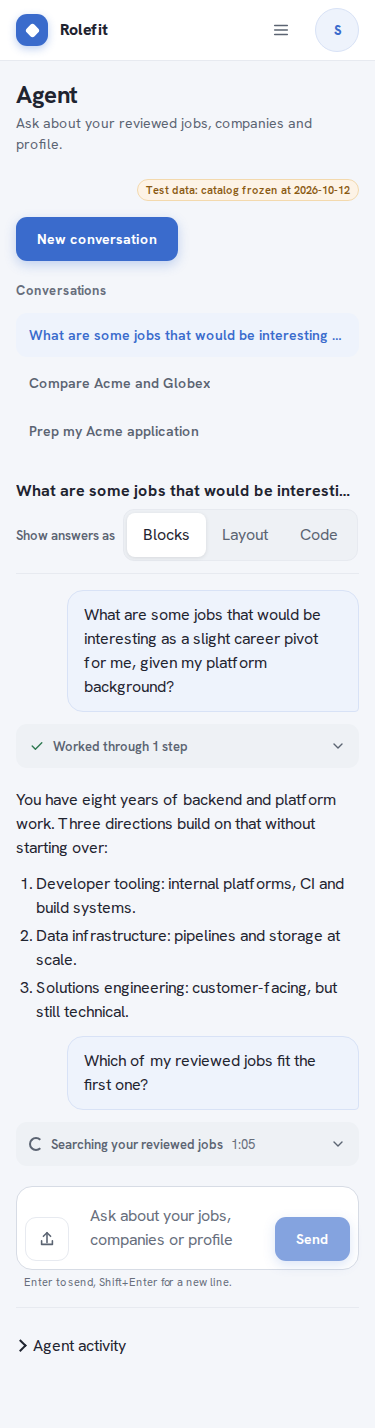 Rolefit
S
Agent
Ask about your reviewed jobs, companies and
profile.
Test data: catalog frozen at 2026-10-12
New conversation
Conversations
What are some jobs that would be interesting ...
Compare Acme and Globex
Prep my Acme application
What are some jobs that would be interesti...
Show answers as
Blocks
Layout
Code
What are some jobs that would be
interesting as a slight career pivot
for me, given my platform
background?
Worked through 1 step
You have eight years of backend and platform
work. Three directions build on that without
starting over:
1. Developer tooling: internal platforms, CI and
build systems.
2. Data infrastructure: pipelines and storage at
scale.
3. Solutions engineering: customer-facing, but
still technical.
Which of my reviewed jobs fit the
first one?
Searching your reviewed jobs 1:05
Ask about your jobs,
companies or profile
Send
Enter to send, Shift+Enter for a new line.
Agent activity